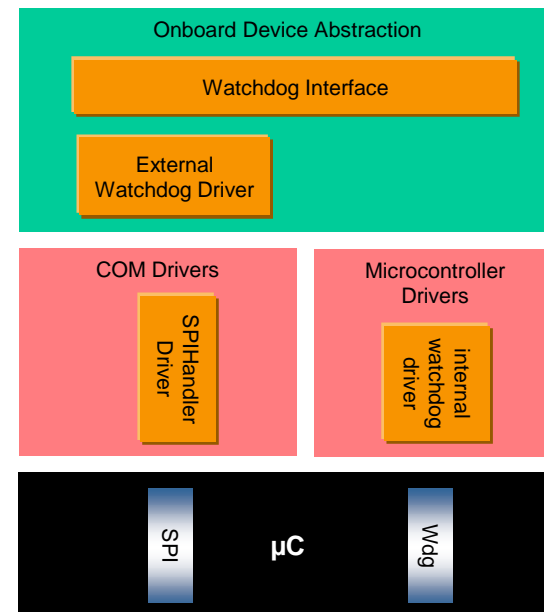 Onboard Device Abstraction
Watchdog Interface
External
Watchdog Driver
COM Drivers
SPIHandler
Driver
Microcontroller
Drivers
internal
watchdog
driver
SPI
µC
Wdg